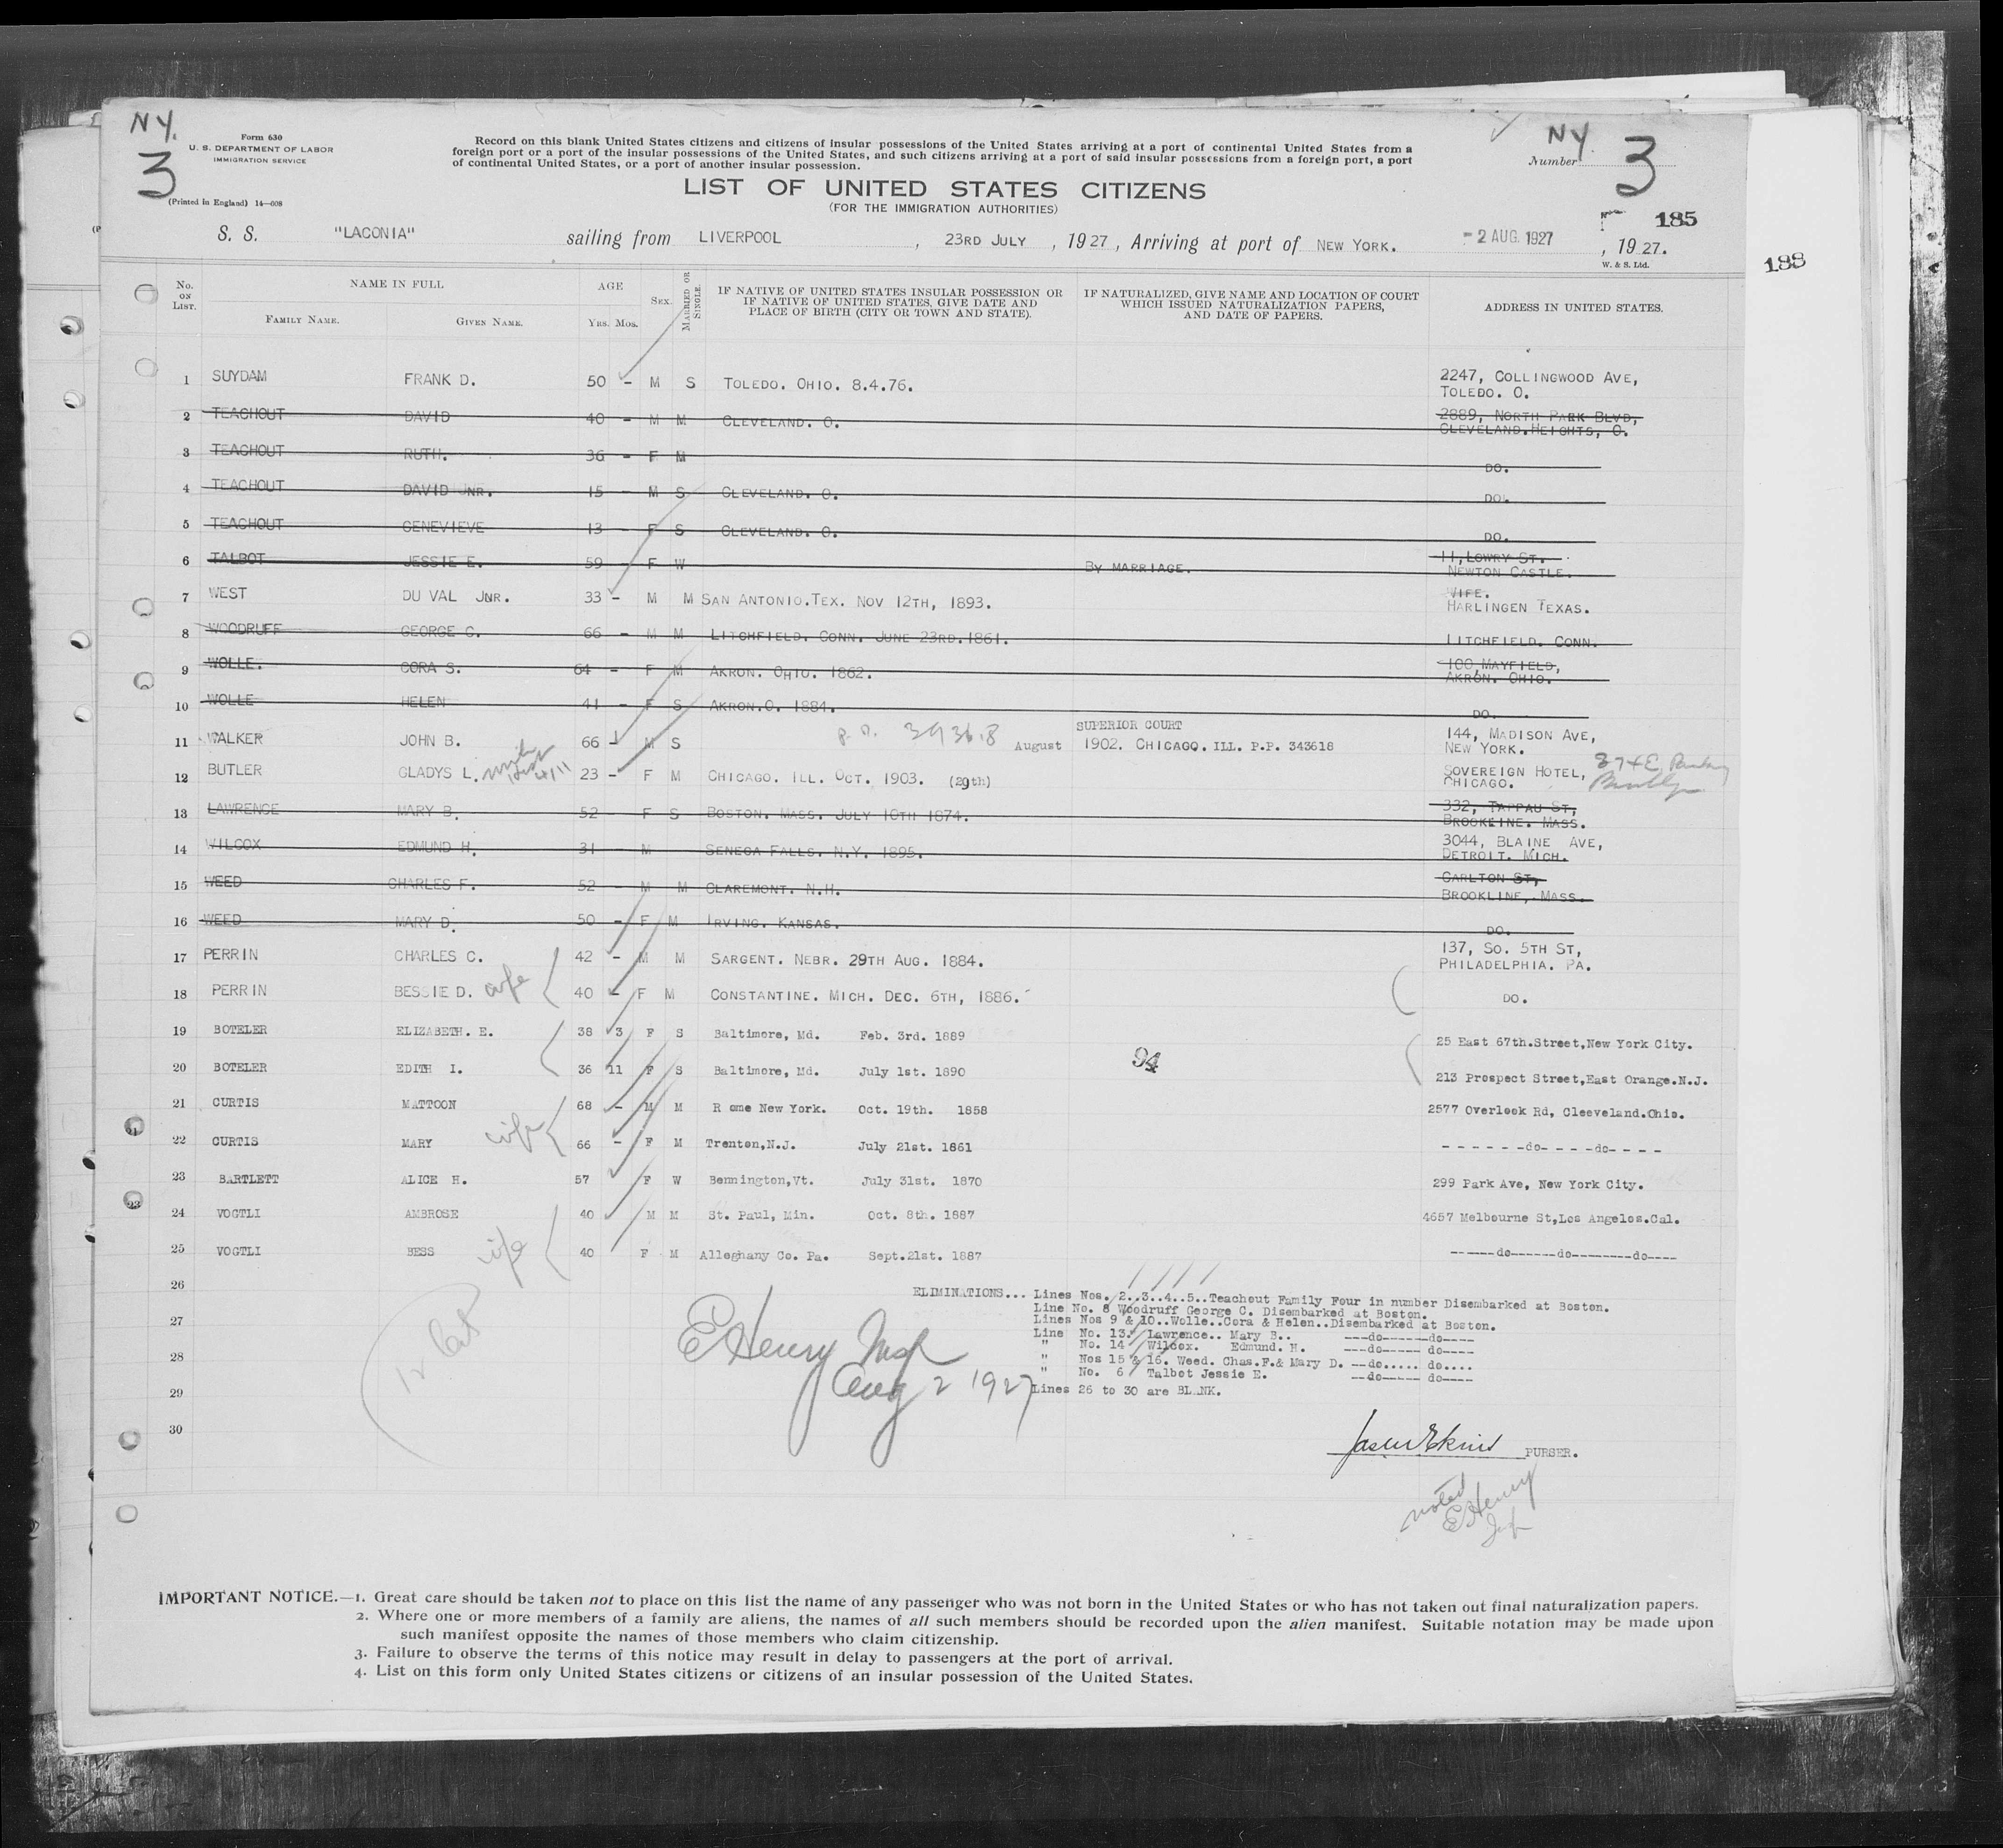 NY.
3
Form 630
U. S. DEPARTMENT OF LABOR
IMMIGRATION SERVICE
(Printed in England) 14—608
Record on this blank United States citizens and citizens of insular possessions of the United States arriving at a port of continental United States from a
foreign port or a part of the insular possessions of the United States, and such citizens arriving at a port of said insular possessions from a foreign port, a port
of continental United States, or a part of another insular possession.
LIST OF UNITED STATES CITIZENS
(FOR THE IMMIGRATION AUTHORITIES)
NY.
Number 3
185
188
S. S. "LACONIA" sailing from LIVERPOOL, 23RD JULY, 1927, Arriving at port of NEW YORK. -2 AUG. 1927, 1927.
W. & S. Ltd.
No. ON LIST. NAME IN FULL AGE SEX. MARRIED OR SINGLE. IF NATIVE OF UNITED STATES INSULAR POSSESSION OR IF NATIVE OF UNITED STATES, GIVE DATE AND PLACE OF BIRTH (CITY OR TOWN AND STATE). IF NATURALIZED, GIVE NAME AND LOCATION OF COURT WHICH ISSUED NATURALIZATION PAPERS, AND DATE OF PAPERS. ADDRESS IN UNITED STATES.
FAMILY NAME. GIVEN NAME. YRS. MOS.
1 SUYDAM FRANK D. 50 - M S TOLEDO. OHIO. 8.4.76. 2247, COLLINGWOOD AVE, TOLEDO. O.
2 TEACHOUT DAVID 40 - M M CLEVELAND. O. 2889, NORTH PARK BLVD, CLEVELAND.HEIGHTS, O.
3 TEACHOUT RUTH. 36 - F M DO.
4 TEACHOUT DAVID JNR. 15 - M S CLEVELAND. O. DO.
5 TEACHOUT GENEVIEVE 13 - F S CLEVELAND. O. DO.
6 TALBOT JESSIE E. 59 - F W BY MARRIAGE. 11, LOWRY ST. NEWTON CASTLE.
7 WEST DU VAL JNR. 33 - M M SAN ANTONIO.TEX. NOV 12TH, 1893. WIFE. HARLINGEN TEXAS.
8 WOODRUFF GEORGE C. 66 - M M LITCHFIELD. CONN. JUNE 23RD.1861. LITCHFIELD. CONN.
9 WOLLE. CORA S. 64 - F M AKRON. OHIO. 1862. 100, MAYFIELD, AKRON. OHIO.
10 WOLLE HELEN 41 - F S AKRON.O. 1884. DO.
11 WALKER JOHN B. 66 - M S August SUPERIOR COURT 1902. CHICAGO. ILL. P.P. 343618 144, MADISON AVE, NEW YORK.
12 BUTLER GLADYS L. 23 - F M CHICAGO. ILL. OCT. 1903. (29th) SOVEREIGN HOTEL, CHICAGO.
13 LAWRENCE MARY B. 52 - F S BOSTON. MASS. JULY 10TH 1874. 332, TAPPAU ST, BROOKLINE. MASS.
14 WILCOX EDMUND H. 31 - M SENECA FALLS. N.Y. 1895. 3044, BLAINE AVE, DETROIT. MICH.
15 WEED CHARLES F. 52 - M M CLAREMONT. N.H. CARLTON ST, BROOKLINE, MASS.
16 WEED MARY D. 50 - F M IRVING. KANSAS. DO.
17 PERRIN CHARLES C. 42 - M M SARGENT. NEBR. 29TH AUG. 1884. 137, SO. 5TH ST, PHILADELPHIA. PA.
18 PERRIN BESSIE D. wife 40 - F M CONSTANTINE. MICH. DEC. 6TH, 1886. DO.
19 BOTELER ELIZABETH. E. 38 3 F S Baltimore, Md. Feb. 3rd. 1889 25 East 67th.Street,New York City.
94
20 BOTELER EDITH I. 36 11 F S Baltimore, Md. July 1st. 1890 213 Prospect Street,East Orange.N.J.
21 CURTIS MATTOON 68 - M M R ome New York. Oct. 19th. 1858 2577 Overlook Rd, Cleeveland.Ohio.
22 CURTIS MARY wife 66 - F M Trenton,N.J. July 21st. 1861 - - - - - -do- - - -do- - - -
23 BARTLETT ALICE H. 57 F W Bennington,Vt. July 31st. 1870 299 Park Ave, New York City.
24 VOGTLI AMBROSE 40 M M St. Paul, Min. Oct. 8th. 1887 4657 Melbourne St,Los Angelos.Cal.
25 VOGTLI BESS wife 40 F M Alleghany Co. Pa. Sept.21st. 1887 ------do------do--------do----
26
27
28
29
30
ELIMINATIONS... Lines Nos. 2..3..4..5..Teachout Family Four in number Disembarked at Boston.
Line No. 8 Woodruff George C. Disembarked at Boston.
Lines Nos 9 & 10..Wolle..Cora & Helen..Disembarked at Boston.
Line No. 13. Lawrence.. Mary B.. ---do------do----
" No. 14 Wilcox. Edmund. H. ---do----- do----
" Nos 15 & 16. Weed. Chas.F.& Mary D. --do..... do....
" No. 6 Talbot Jessie E. --do----- do----
Lines 26 to 30 are BLANK.
E Henry Insp
Aug 2 1927
PURSER.
noted
E Henry
Insp
IMPORTANT NOTICE.—1. Great care should be taken not to place on this list the name of any passenger who was not born in the United States or who has not taken out final naturalization papers.
2. Where one or more members of a family are aliens, the names of all such members should be recorded upon the alien manifest. Suitable notation may be made upon
such manifest opposite the names of those members who claim citizenship.
3. Failure to observe the terms of this notice may result in delay to passengers at the port of arrival.
4. List on this form only United States citizens or citizens of an insular possession of the United States.